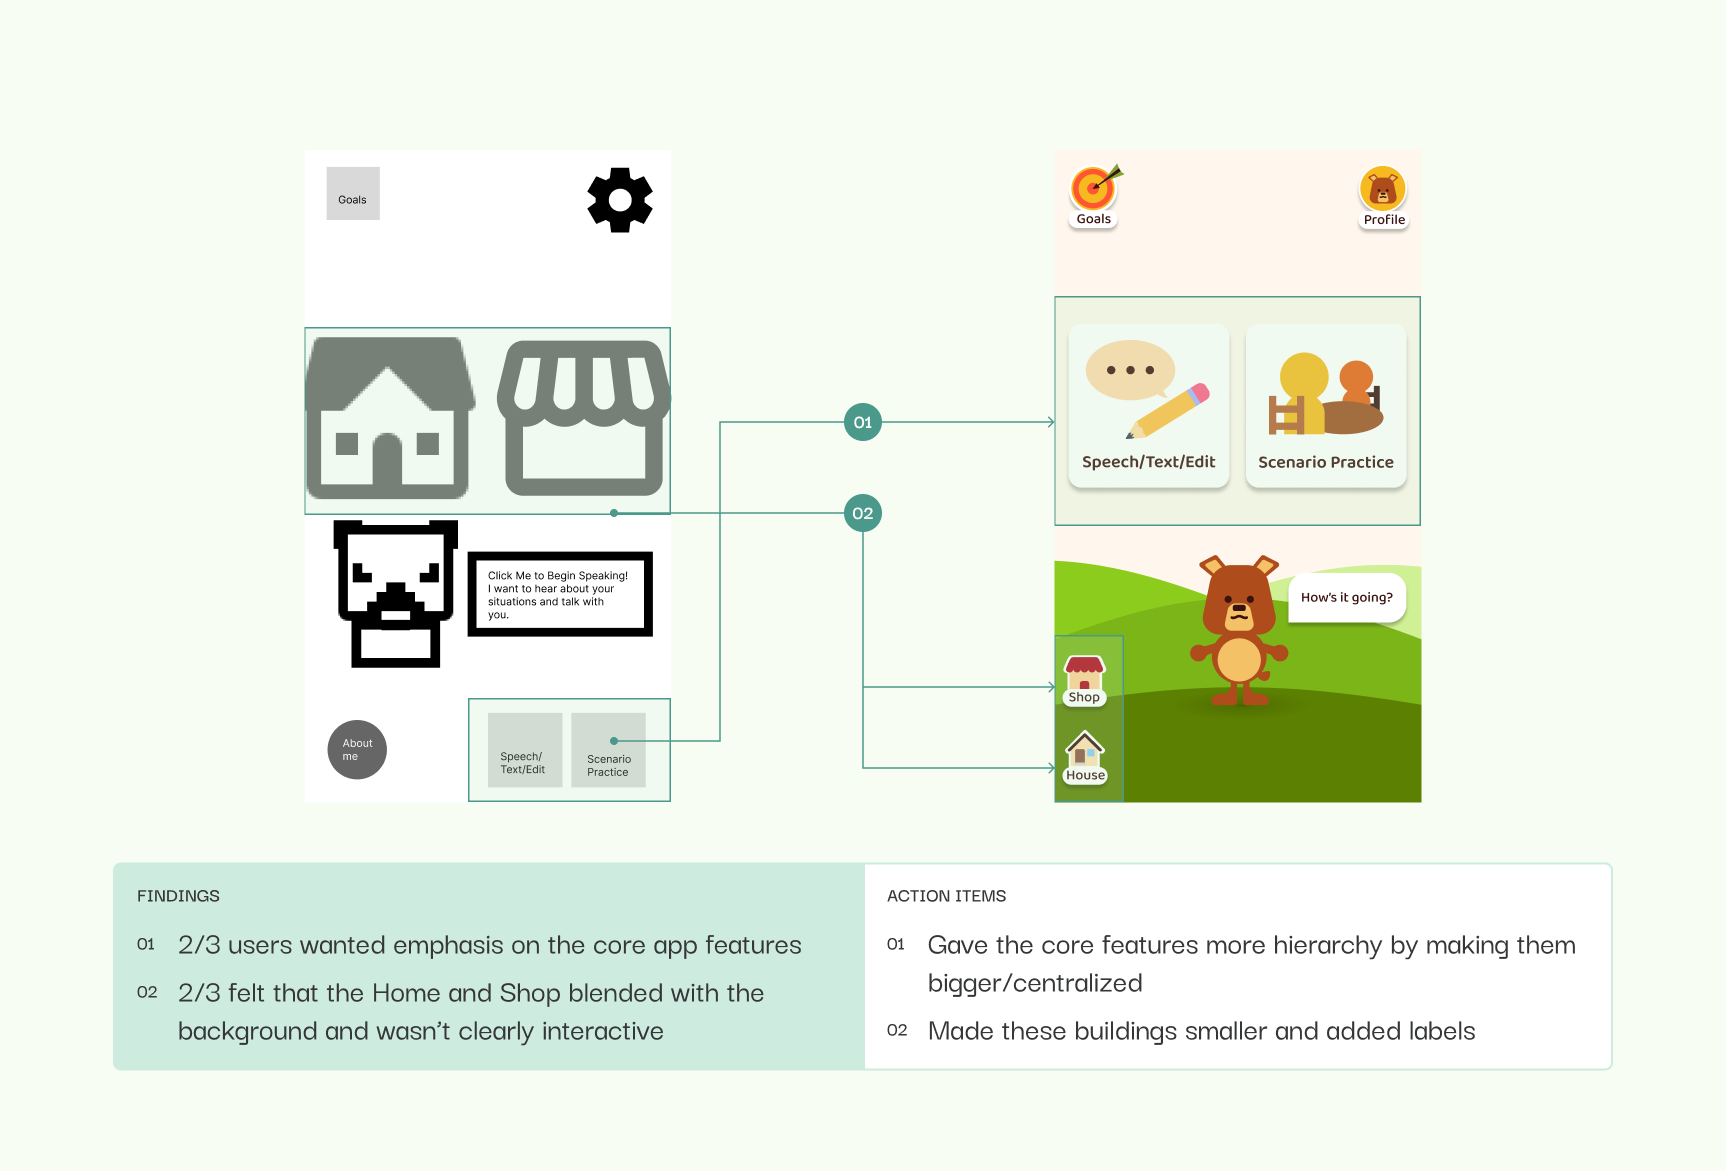 Goals
Click Me to Begin Speaking!
I want to hear about your
situations and talk with
you.
About
me
Speech/
Text/Edit
Scenario
Practice
01
02
Goals
Profile
Speech/Text/Edit
Scenario Practice
How's it going?
Shop
House
FINDINGS
01 2/3 users wanted emphasis on the core app features
02 2/3 felt that the Home and Shop blended with the
background and wasn't clearly interactive
ACTION ITEMS
01 Gave the core features more hierarchy by making them
bigger/centralized
02 Made these buildings smaller and added labels